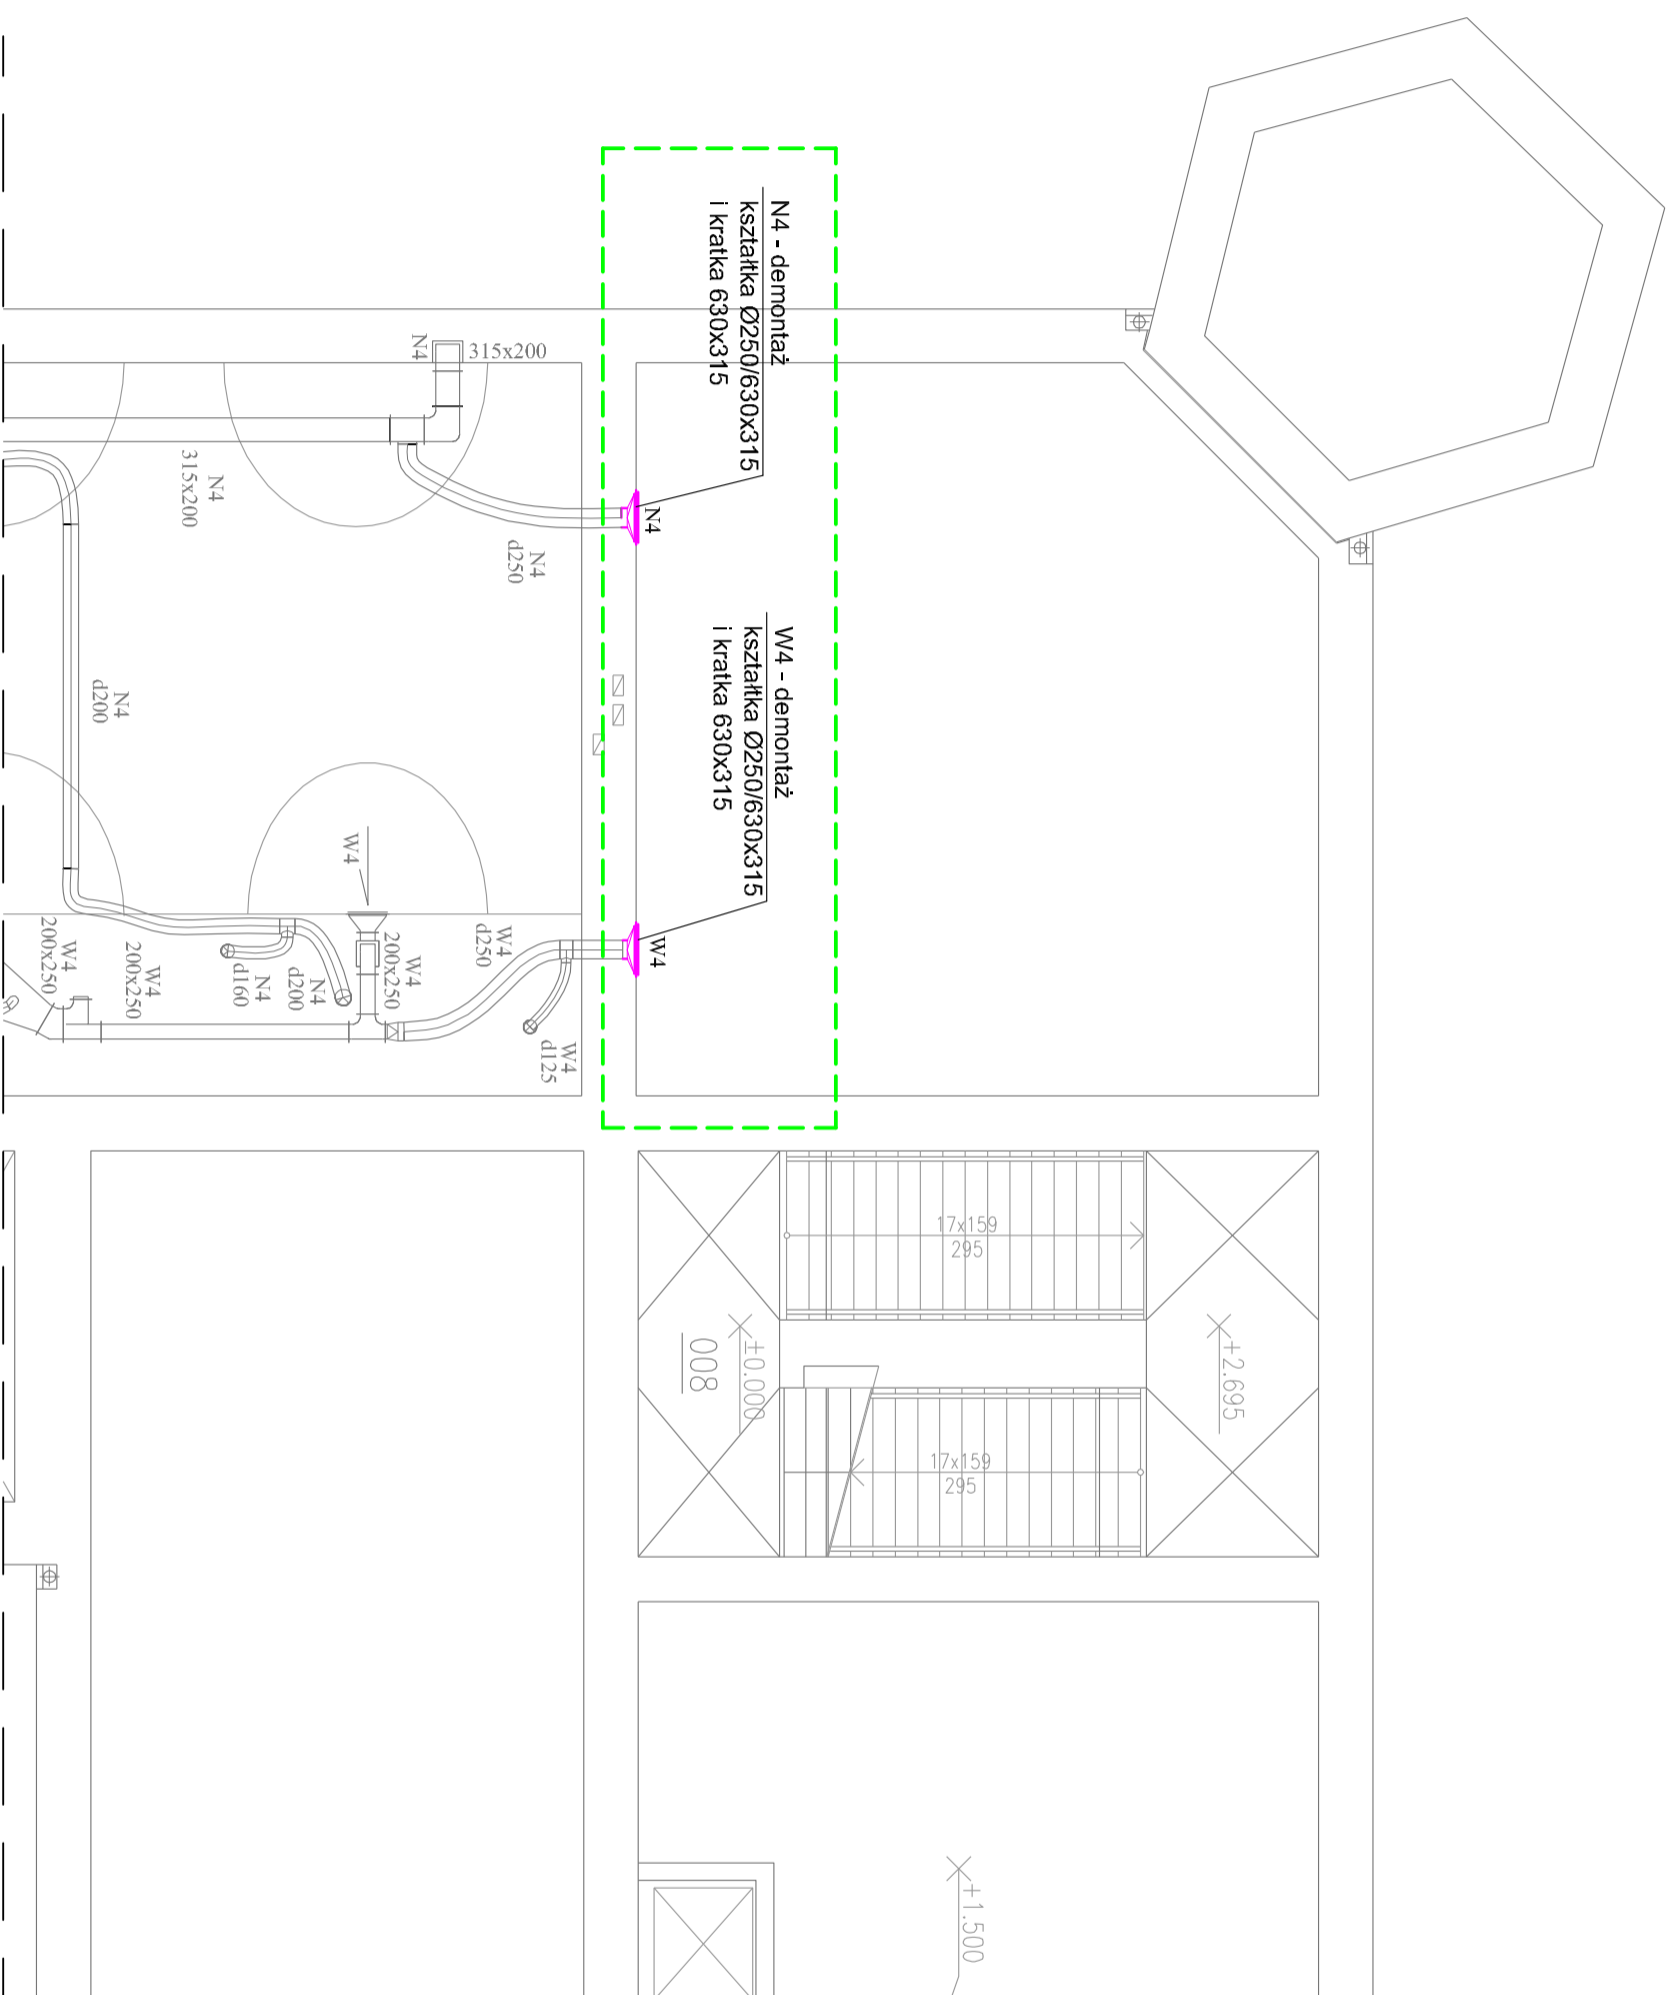 N4 - demontaż
kształtka Ø250/630x315
i kratka 630x315
W4 - demontaż
kształtka Ø250/630x315
i kratka 630x315
N4
W4
N4
315x200
N4
315x200
N4
d250
N4
d200
W4
W4
200x250
W4
200x250
N4
d160
N4
d200
W4
200x250
W4
d250
W4
d125
17x159
295
17x159
295
008
±0.000
+2.695
+1.500